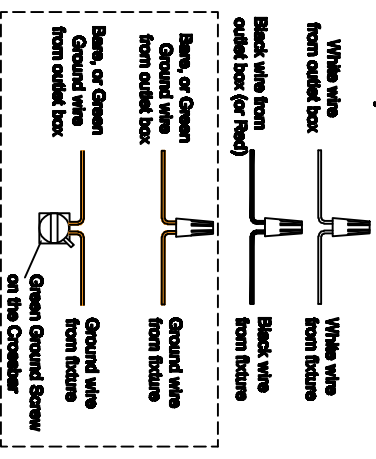 White wire
from outlet box
White wire
from fixture
Black wire from
outlet box (or Red)
Black wire
from fixture
Bare, or Green
Ground wire
from outlet box
Ground wire
from fixture
Bare, or Green
Ground wire
from outlet box
Ground wire
from fixture
Green Ground Screw
on the Crossbar